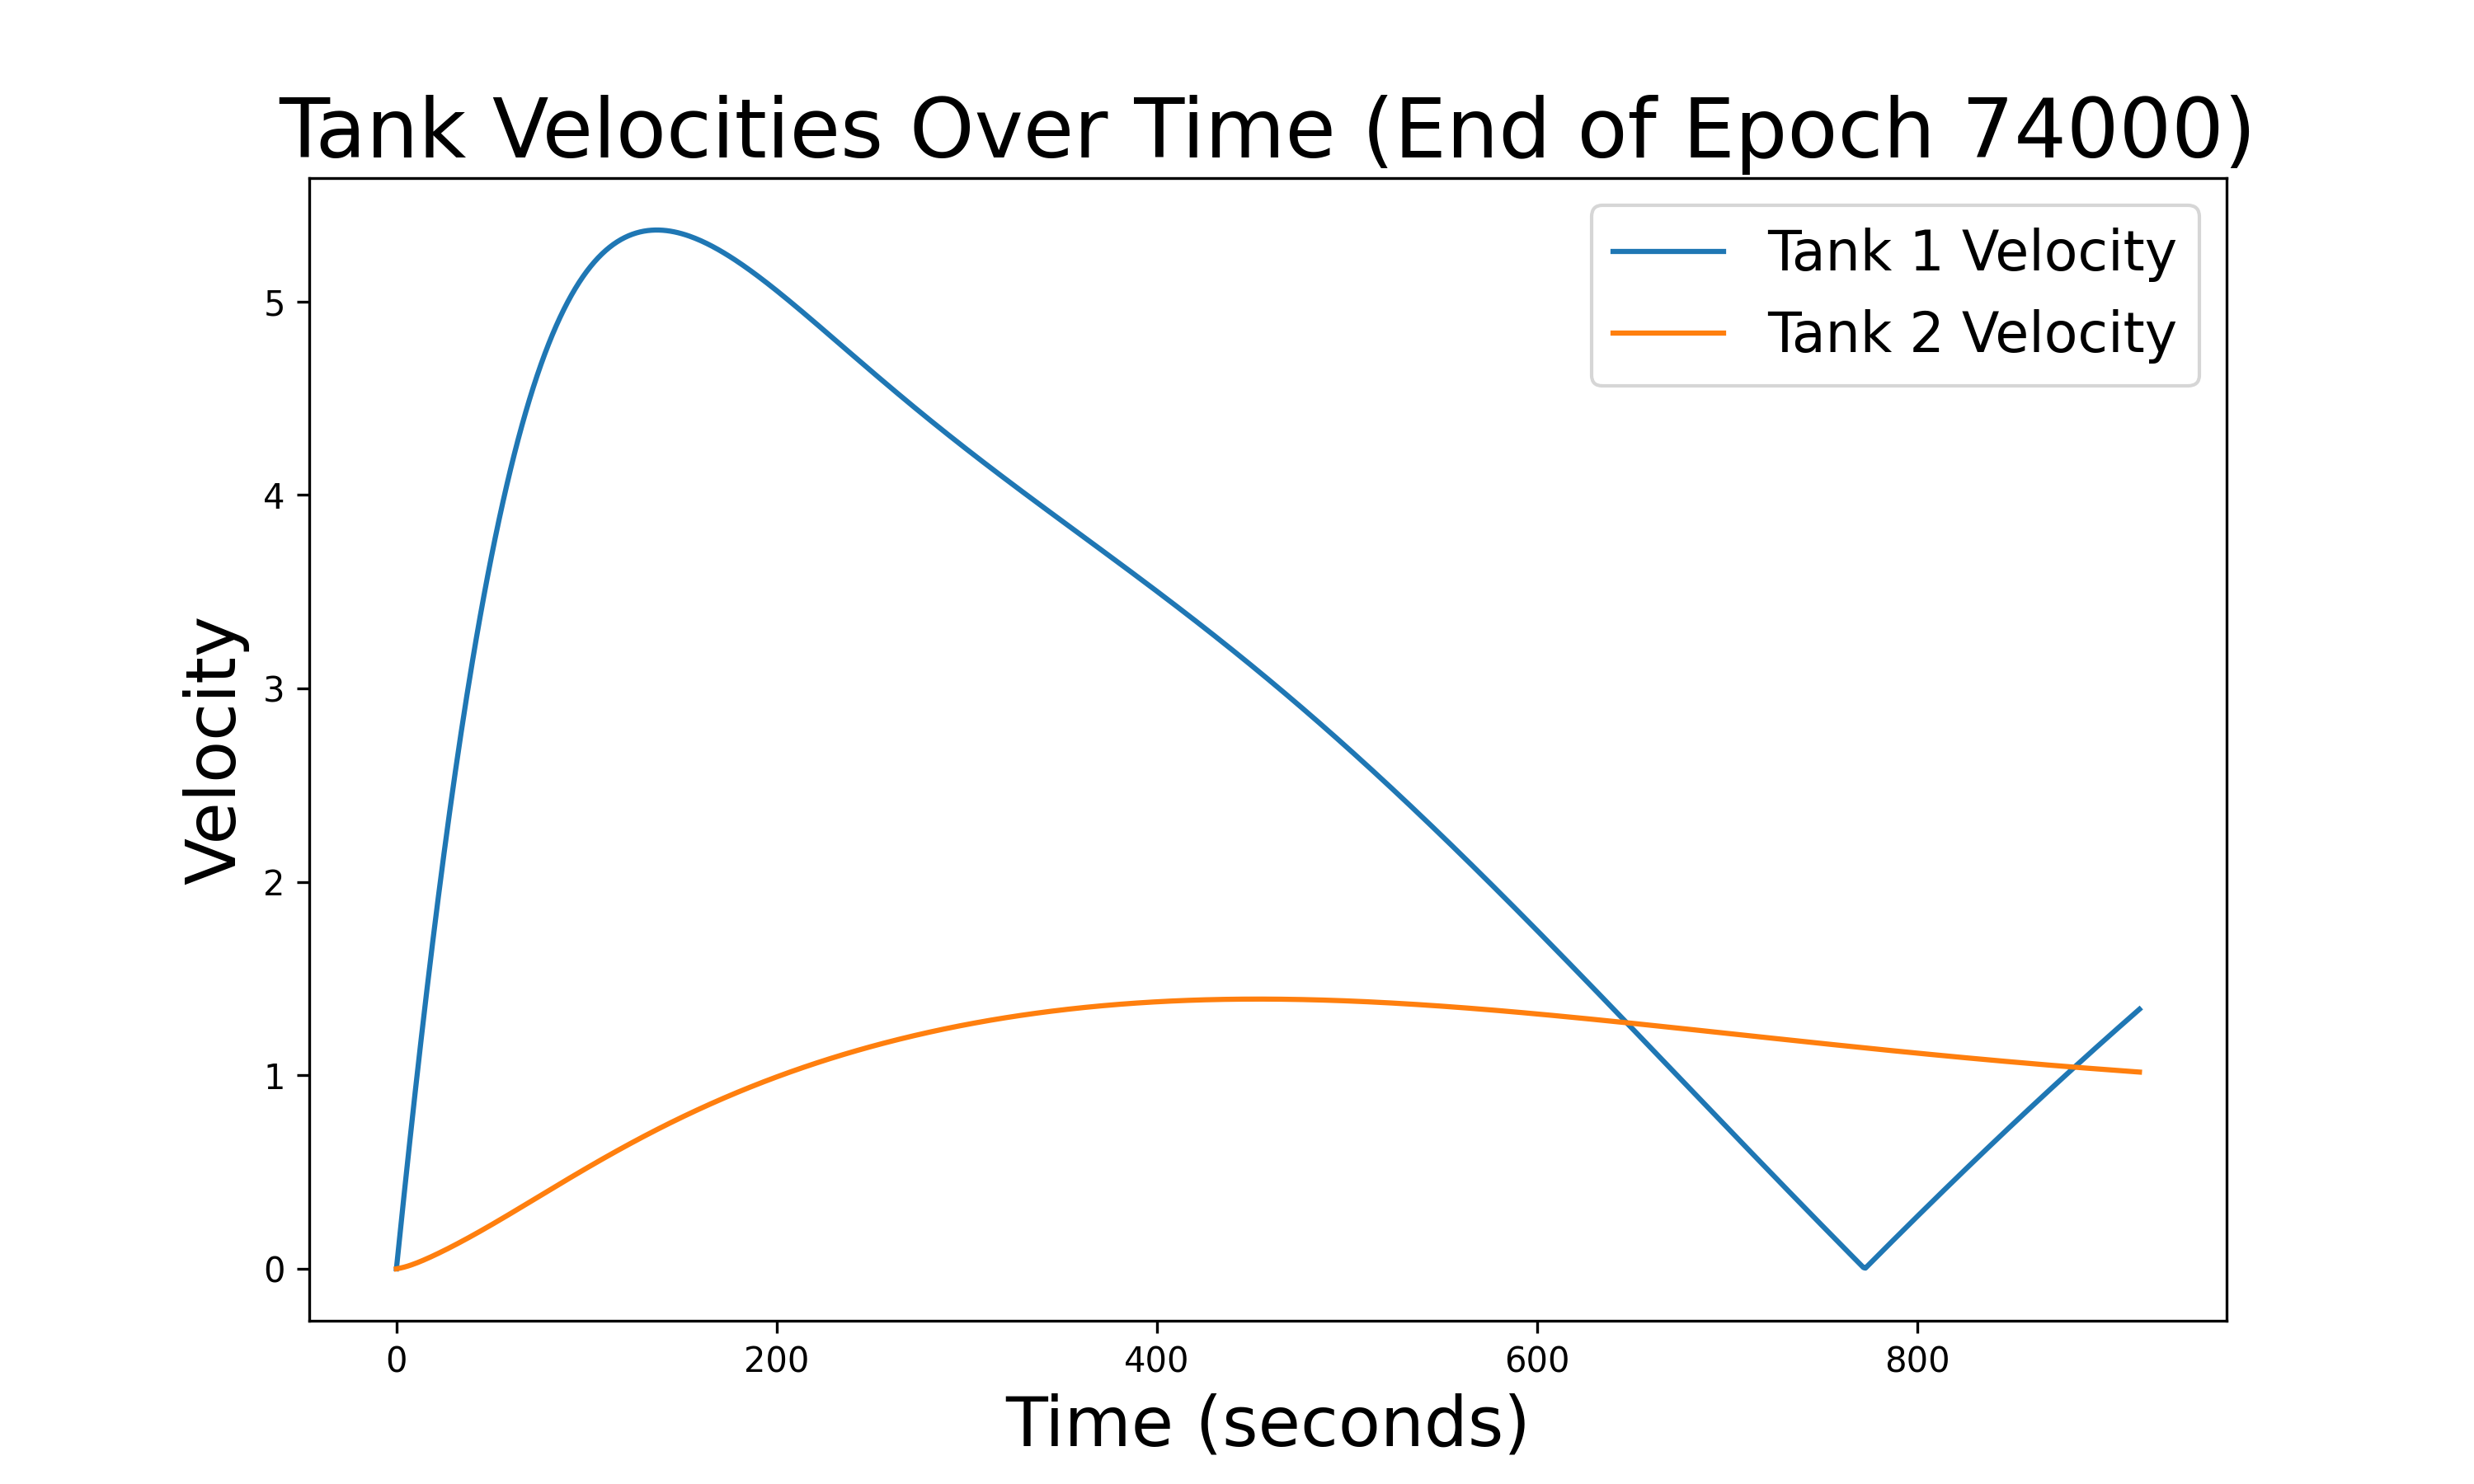 Tank Velocities Over Time (End of Epoch 74000)
Tank 1 Velocity
Tank 2 Velocity
Velocity
5
4
3
2
1
0
0 200 400 600 800
Time (seconds)